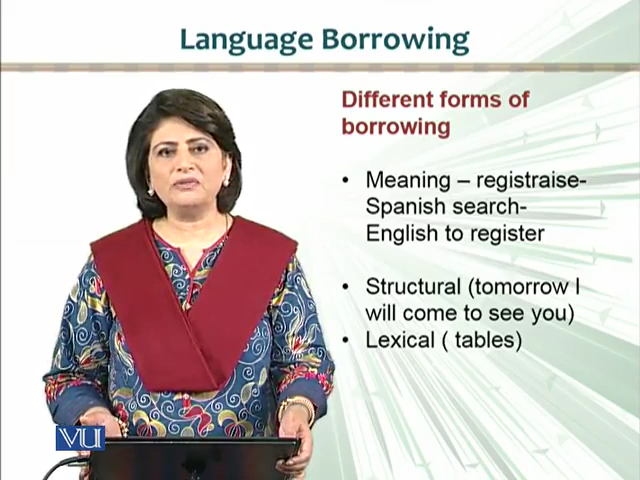 Language Borrowing
Different forms of
borrowing
• Meaning – registraise-
Spanish search-
English to register
• Structural (tomorrow I
will come to see you)
• Lexical ( tables)
VU